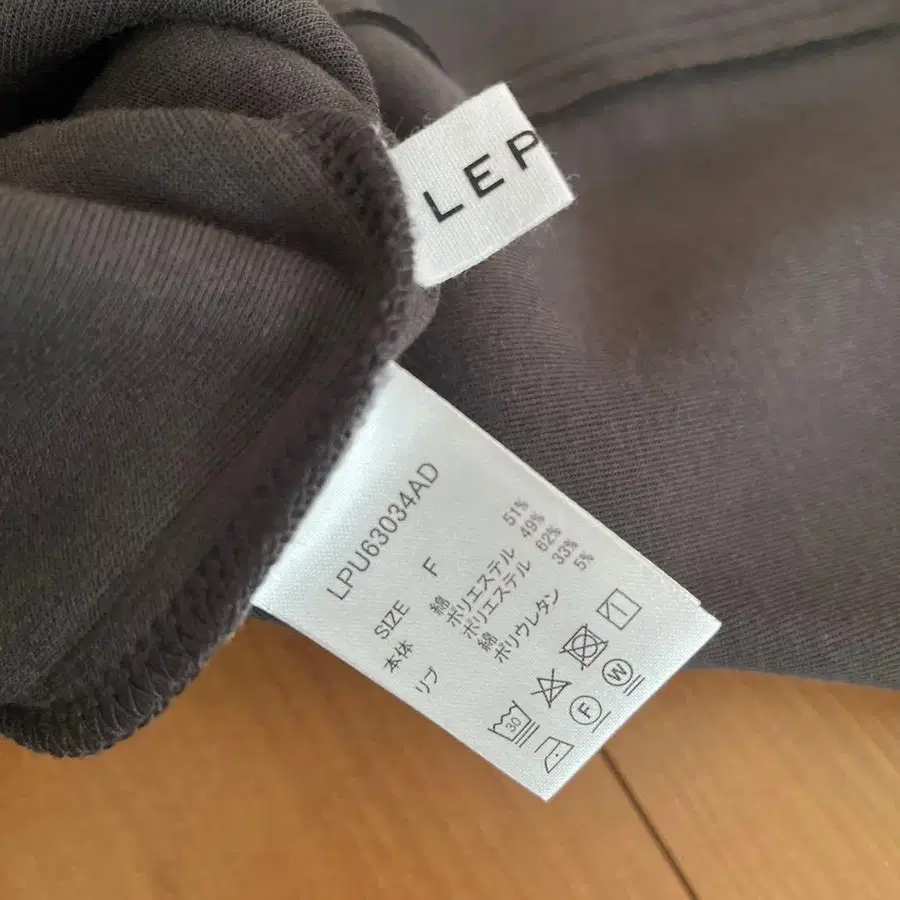 LEP
LPU63034AD
SIZE F
本体 綿 51%
ポリエステル 49%
リブ ポリエステル 62%
綿 33%
ポリウレタン 5%
30
F
W